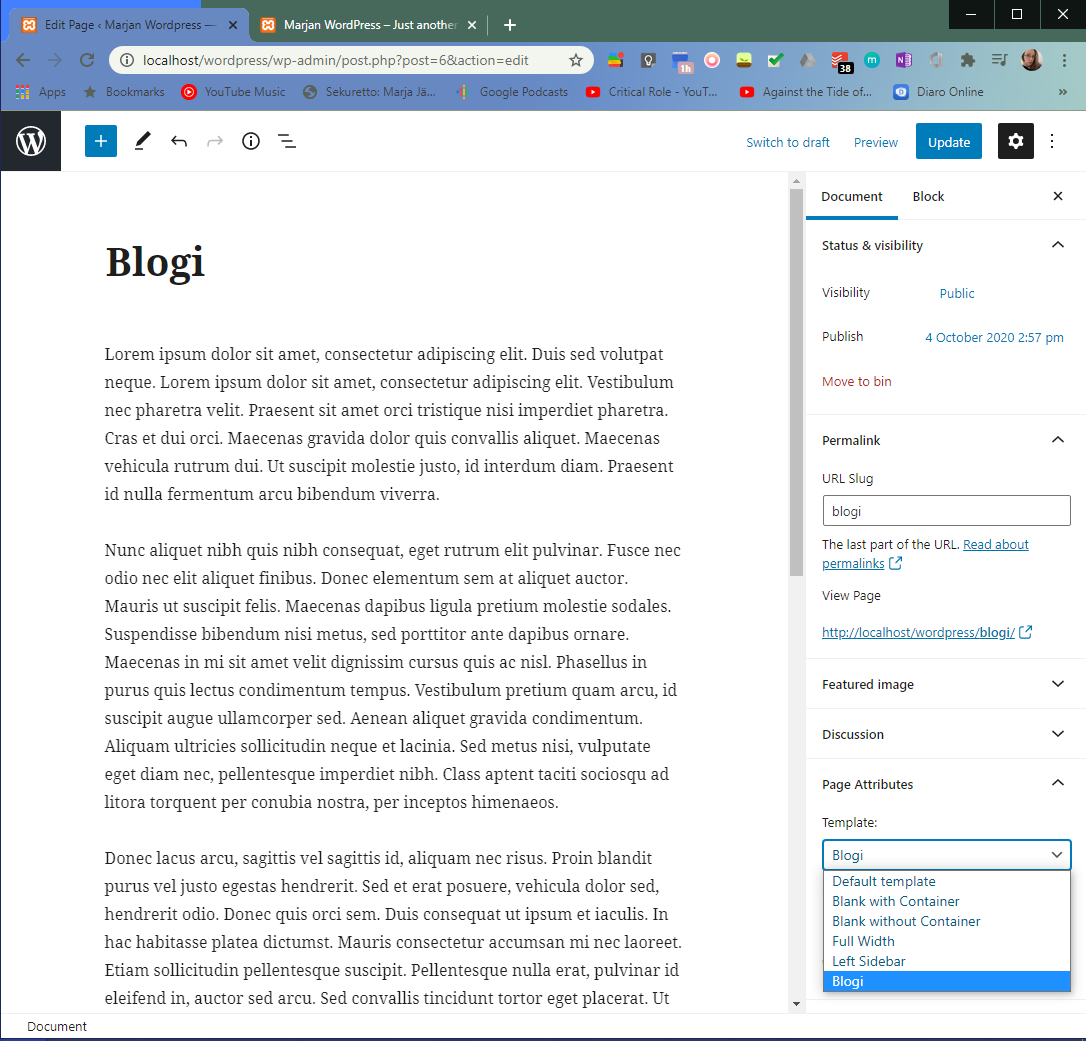 Edit Page ‹ Marjan Wordpress —
Marjan WordPress – Just another
localhost/wordpress/wp-admin/post.php?post=6&action=edit
1h
38
m
Apps
Bookmarks
YouTube Music
Sekuretto: Marja Jä...
Google Podcasts
Critical Role - YouT...
Against the Tide of...
Diaro Online
»
Switch to draft
Preview
Update
Document
Block
Blogi
Lorem ipsum dolor sit amet, consectetur adipiscing elit. Duis sed volutpat
neque. Lorem ipsum dolor sit amet, consectetur adipiscing elit. Vestibulum
nec pharetra velit. Praesent sit amet orci tristique nisi imperdiet pharetra.
Cras et dui orci. Maecenas gravida dolor quis convallis aliquet. Maecenas
vehicula rutrum dui. Ut suscipit molestie justo, id interdum diam. Praesent
id nulla fermentum arcu bibendum viverra.
Nunc aliquet nibh quis nibh consequat, eget rutrum elit pulvinar. Fusce nec
odio nec elit aliquet finibus. Donec elementum sem at aliquet auctor.
Mauris ut suscipit felis. Maecenas dapibus ligula pretium molestie sodales.
Suspendisse bibendum nisi metus, sed porttitor ante dapibus ornare.
Maecenas in mi sit amet velit dignissim cursus quis ac nisl. Phasellus in
purus quis lectus condimentum tempus. Vestibulum pretium quam arcu, id
suscipit augue ullamcorper sed. Aenean aliquet gravida condimentum.
Aliquam ultricies sollicitudin neque et lacinia. Sed metus nisi, vulputate
eget diam nec, pellentesque imperdiet nibh. Class aptent taciti sociosqu ad
litora torquent per conubia nostra, per inceptos himenaeos.
Donec lacus arcu, sagittis vel sagittis id, aliquam nec risus. Proin blandit
purus vel justo egestas hendrerit. Sed et erat posuere, vehicula dolor sed,
hendrerit odio. Donec quis orci sem. Duis consequat ut ipsum et iaculis. In
hac habitasse platea dictumst. Mauris consectetur accumsan mi nec laoreet.
Etiam sollicitudin pellentesque suscipit. Pellentesque nulla erat, pulvinar id
eleifend in, auctor sed arcu. Sed convallis tincidunt tortor eget placerat. Ut
Status & visibility
Visibility
Public
Publish
4 October 2020 2:57 pm
Move to bin
Permalink
URL Slug
blogi
The last part of the URL. Read about
permalinks
View Page
http://localhost/wordpress/blogi/
Featured image
Discussion
Page Attributes
Template:
Blogi
Default template
Blank with Container
Blank without Container
Full Width
Left Sidebar
Blogi
Document